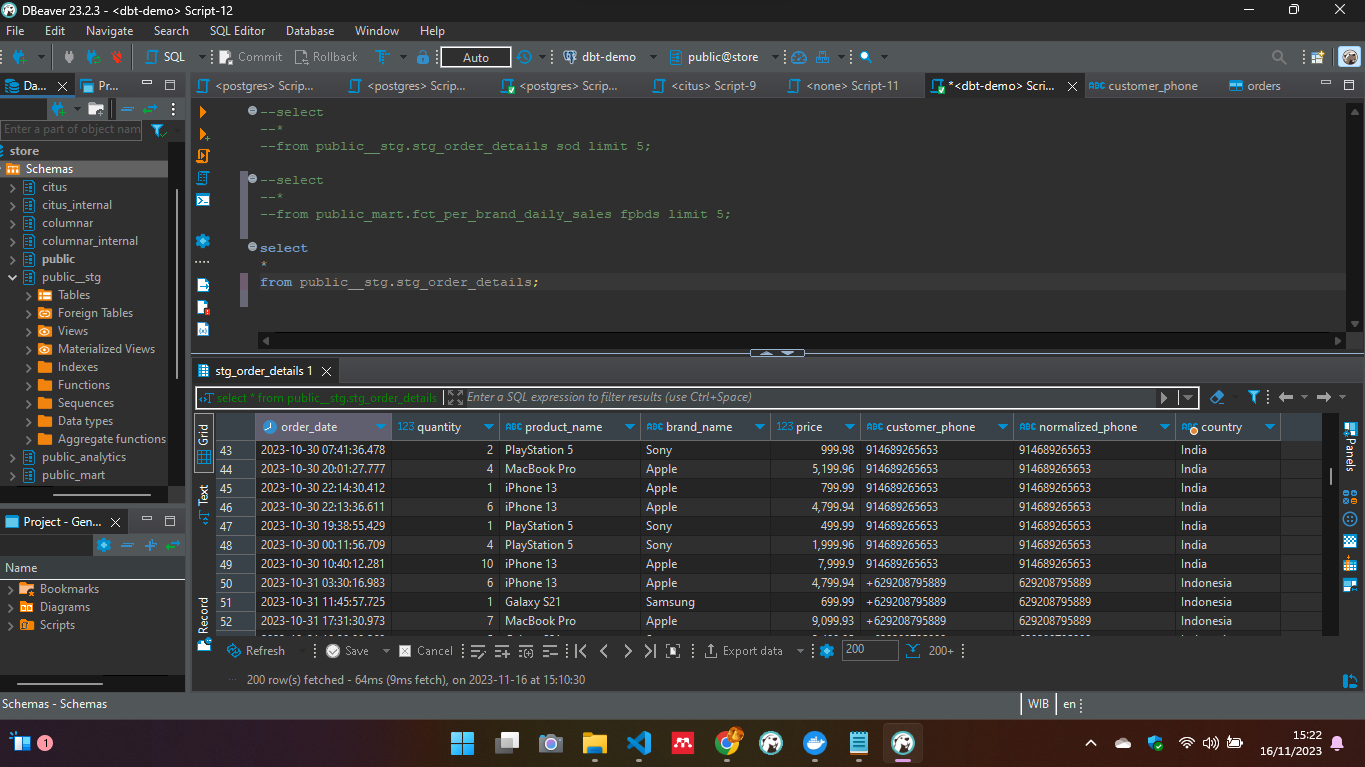 DBeaver 23.2.3 - <dbt-demo> Script-12
File Edit Navigate Search SQL Editor Database Window Help
SQL Commit Rollback Auto dbt-demo public@store
Da... Pr... <postgres> Scrip... <postgres> Scrip... <postgres> Scrip... <citus> Script-9 <none> Script-11 *<dbt-demo> Scri... customer_phone orders
Enter a part of object nam
store
Schemas
citus
citus_internal
columnar
columnar_internal
public
public__stg
Tables
Foreign Tables
Views
Materialized Views
Indexes
Functions
Sequences
Data types
Aggregate functions
public_analytics
public_mart
--select
--*
--from public__stg.stg_order_details sod limit 5;
--select
--*
--from public_mart.fct_per_brand_daily_sales fpbds limit 5;
select
*
from public__stg.stg_order_details;
stg_order_details 1
select * from public__stg.stg_order_details Enter a SQL expression to filter results (use Ctrl+Space)
Grid
Text
Record
order_date 123 quantity ABC product_name ABC brand_name 123 price ABC customer_phone ABC normalized_phone ABC country
43 2023-10-30 07:41:36.478 2 PlayStation 5 Sony 999.98 914689265653 914689265653 India
44 2023-10-30 20:01:27.777 4 MacBook Pro Apple 5,199.96 914689265653 914689265653 India
45 2023-10-30 22:14:30.412 1 iPhone 13 Apple 799.99 914689265653 914689265653 India
46 2023-10-30 22:13:36.611 6 iPhone 13 Apple 4,799.94 914689265653 914689265653 India
47 2023-10-30 19:38:55.429 1 PlayStation 5 Sony 499.99 914689265653 914689265653 India
48 2023-10-30 00:11:56.709 4 PlayStation 5 Sony 1,999.96 914689265653 914689265653 India
49 2023-10-30 10:40:12.281 10 iPhone 13 Apple 7,999.9 914689265653 914689265653 India
50 2023-10-31 03:30:16.983 6 iPhone 13 Apple 4,799.94 +629208795889 629208795889 Indonesia
51 2023-10-31 11:45:57.725 1 Galaxy S21 Samsung 699.99 +629208795889 629208795889 Indonesia
52 2023-10-31 17:31:30.973 7 MacBook Pro Apple 9,099.93 +629208795889 629208795889 Indonesia
Panels
Refresh Save Cancel Export data 200 200+
200 row(s) fetched - 64ms (9ms fetch), on 2023-11-16 at 15:10:30
Project - Gen...
Name
Bookmarks
Diagrams
Scripts
Schemas - Schemas
WIB en
1
15:22
16/11/2023